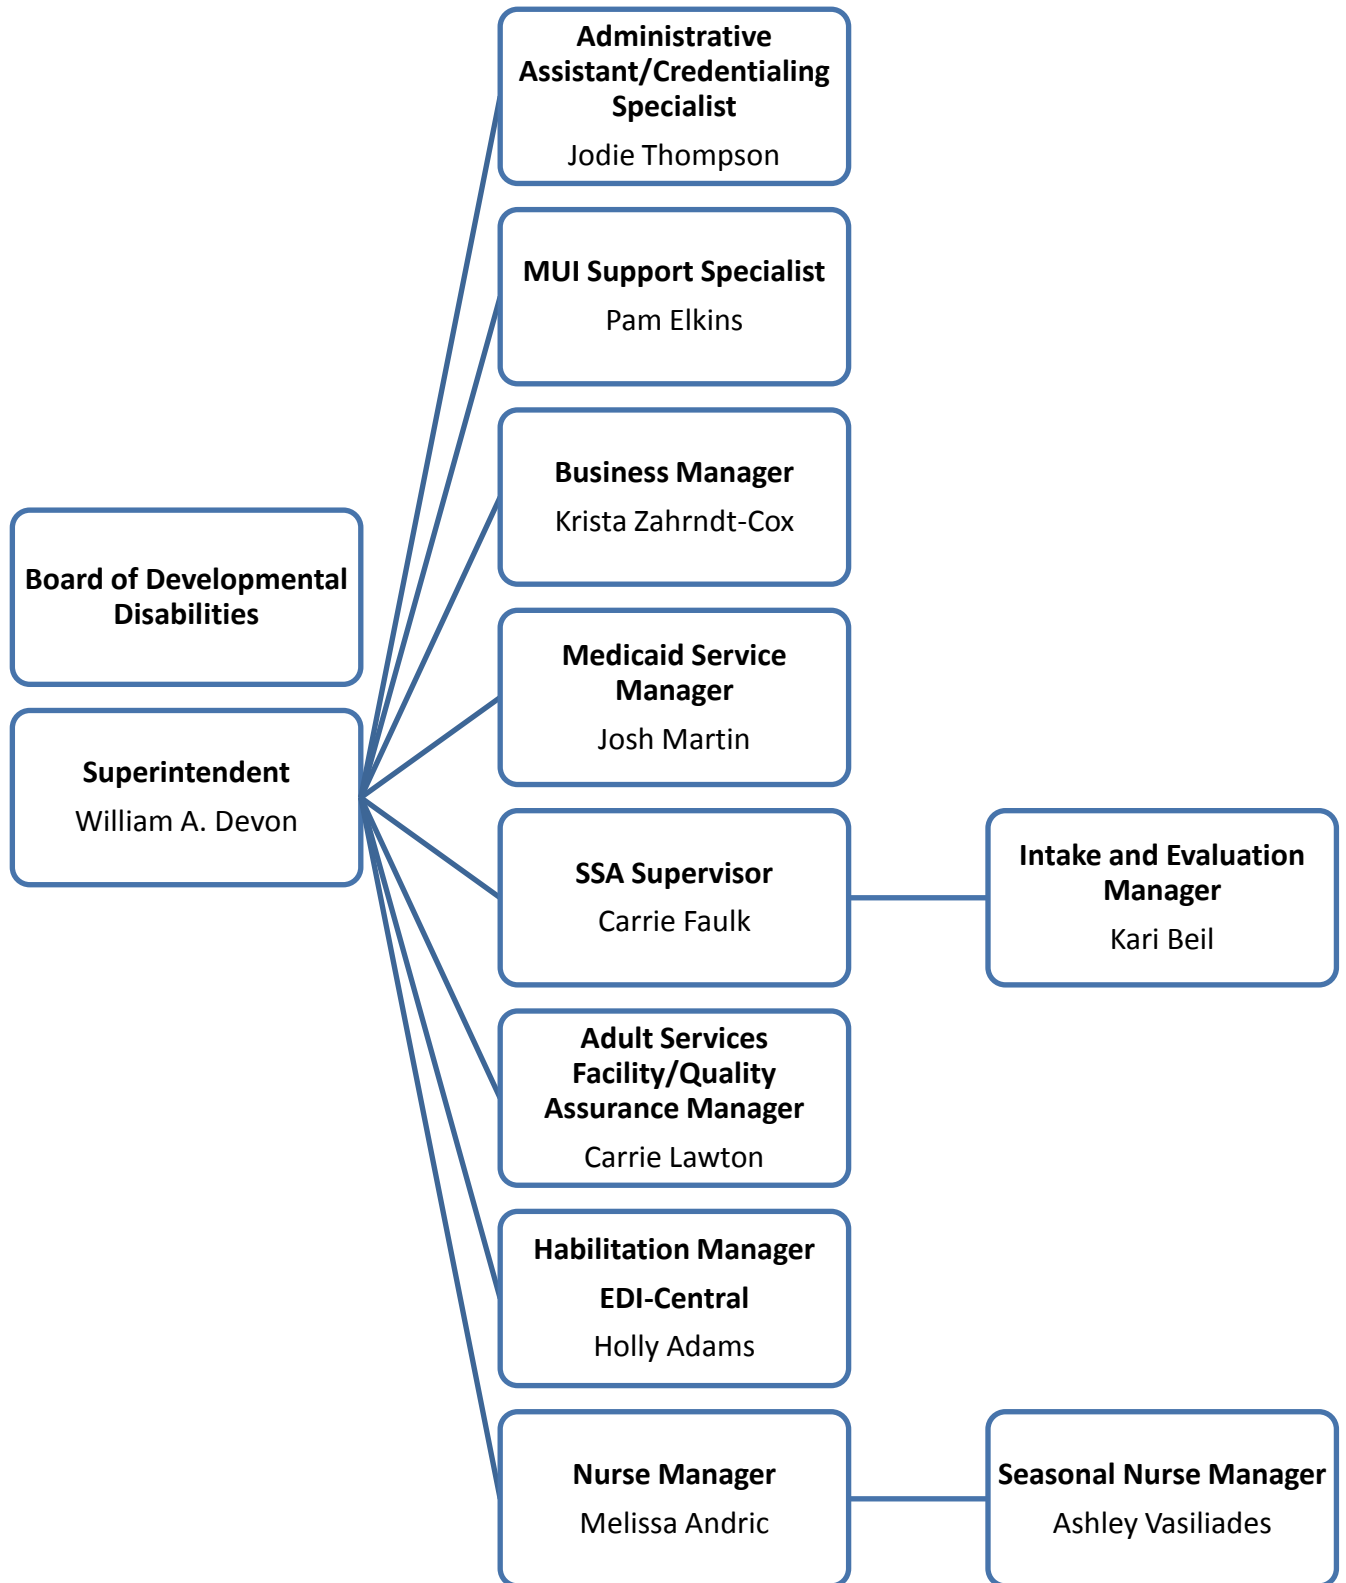 Administrative
Assistant/Credentialing
Specialist
Jodie Thompson
MUI Support Specialist
Pam Elkins
Business Manager
Krista Zahrndt-Cox
Board of Developmental
Disabilities
Medicaid Service
Manager
Josh Martin
Superintendent
William A. Devon
SSA Supervisor
Carrie Faulk
Intake and Evaluation
Manager
Kari Beil
Adult Services
Facility/Quality
Assurance Manager
Carrie Lawton
Habilitation Manager
EDI-Central
Holly Adams
Nurse Manager
Melissa Andric
Seasonal Nurse Manager
Ashley Vasiliades